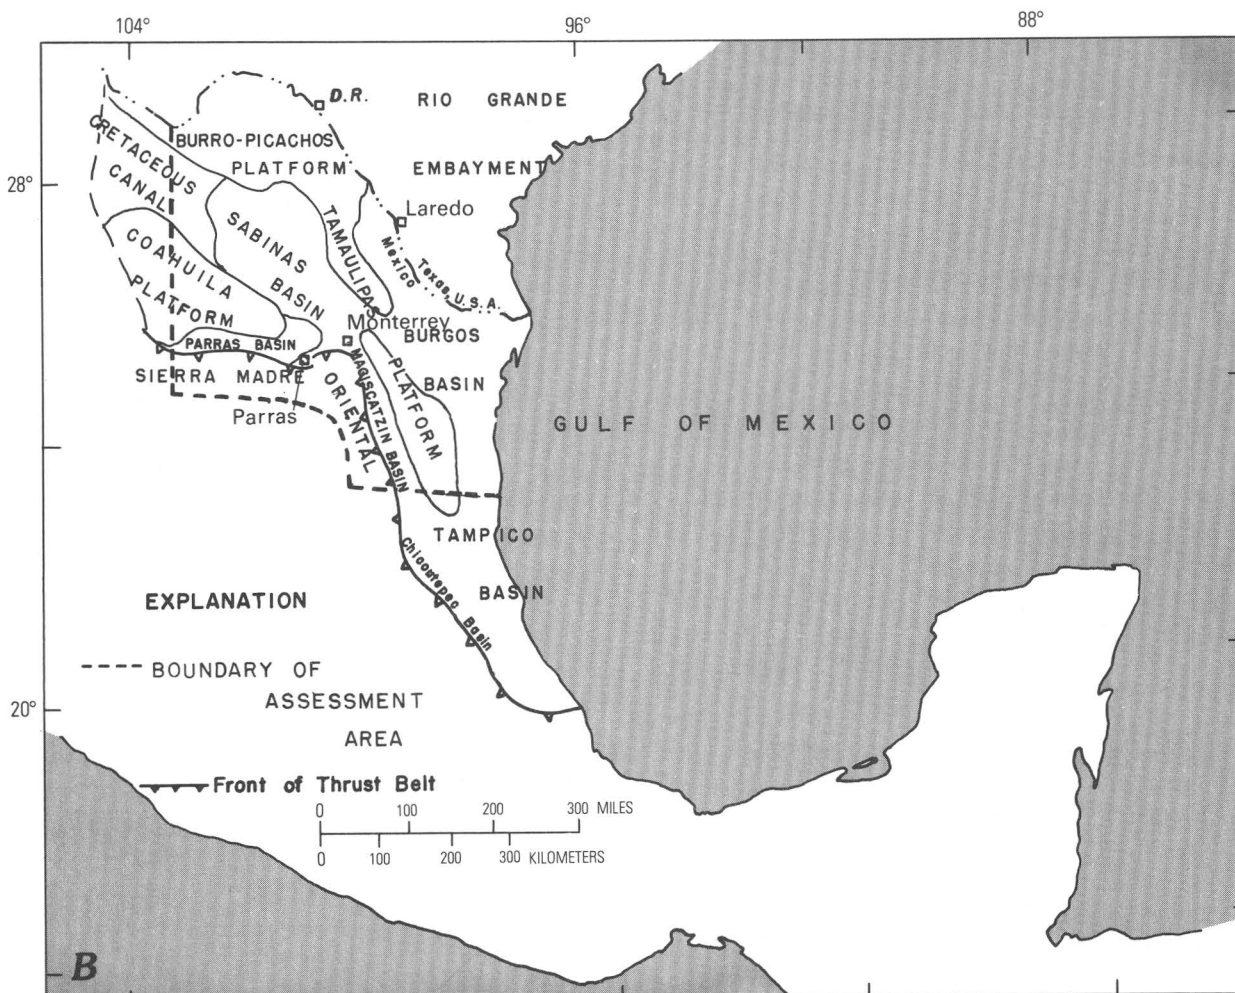 104°
96°
88°
D.R.
RIO GRANDE
EMBAYMENT
BURRO-PICACHOS
PLATFORM
CRETACEOUS
CANAL
28°
Laredo
SABINAS
BASIN
TAMAULIPAS
Mexico
Texas, U.S.A.
COAHUILA
PLATFORM
Monterrey
BURGOS
BASIN
PARRAS BASIN
MAGISCATZIN BASIN
PLATFORM
SIERRA MADRE
ORIENTAL
Parras
GULF OF MEXICO
TAMPICO
BASIN
Chicontepec Basin
EXPLANATION
BOUNDARY OF
ASSESSMENT
AREA
20°
Front of Thrust Belt
0 100 200 300 MILES
0 100 200 300 KILOMETERS
B